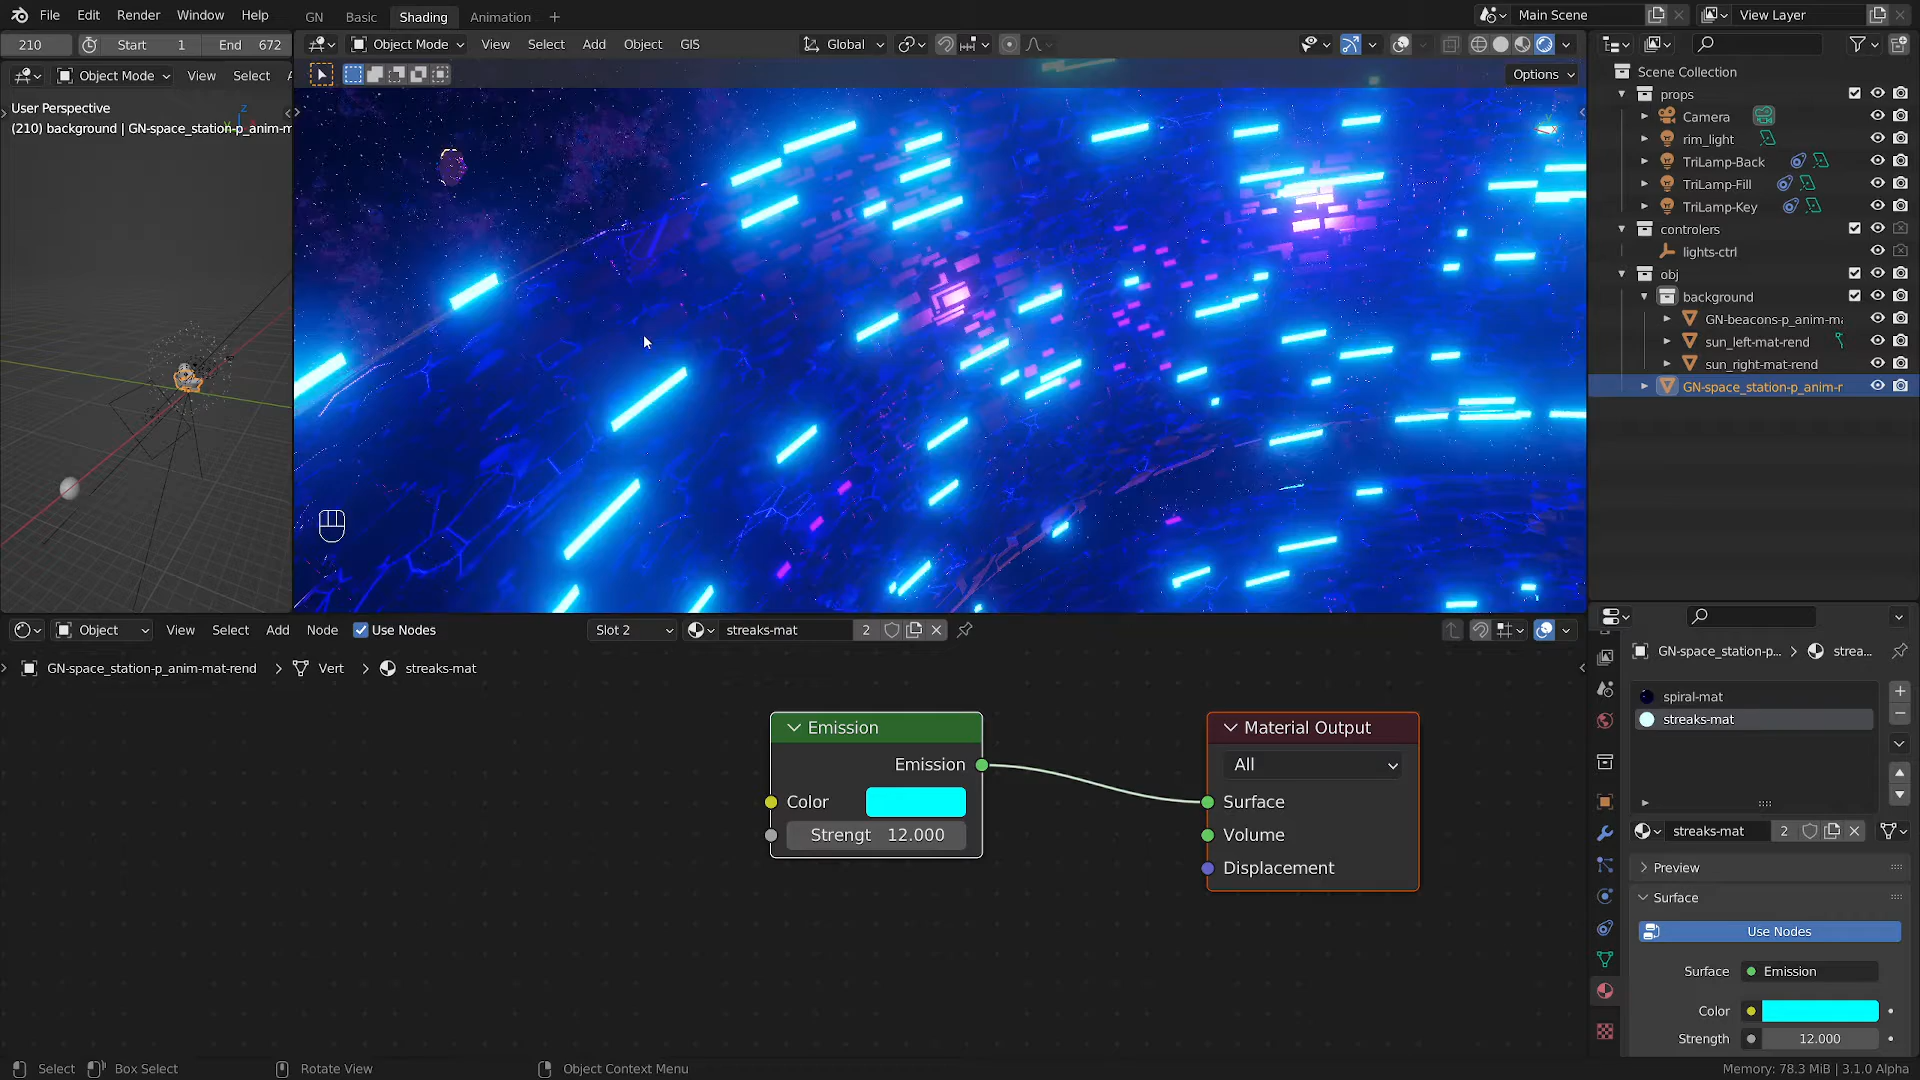 File Edit Render Window Help
GN Basic Shading Animation
Main Scene
View Layer
210
Start 1
End 672
Object Mode View Select Add Object GIS
Global
Options
Object Mode View Select A
User Perspective
(210) background | GN-space_station-p_anim-m
Scene Collection
props
Camera
rim_light
TriLamp-Back
TriLamp-Fill
TriLamp-Key
controlers
lights-ctrl
obj
background
GN-beacons-p_anim-ma
sun_left-mat-rend
sun_right-mat-rend
GN-space_station-p_anim-r
Object View Select Add Node Use Nodes
Slot 2
streaks-mat 2
GN-space_station-p_anim-mat-rend > Vert > streaks-mat
Emission
Emission
Color
Strengt 12.000
Material Output
All
Surface
Volume
Displacement
GN-space_station-p... > strea...
spiral-mat
streaks-mat
streaks-mat 2
Preview
Surface
Use Nodes
Surface Emission
Color
Strength 12.000
Select Box Select Rotate View Object Context Menu
Memory: 78.3 MiB | 3.1.0 Alpha